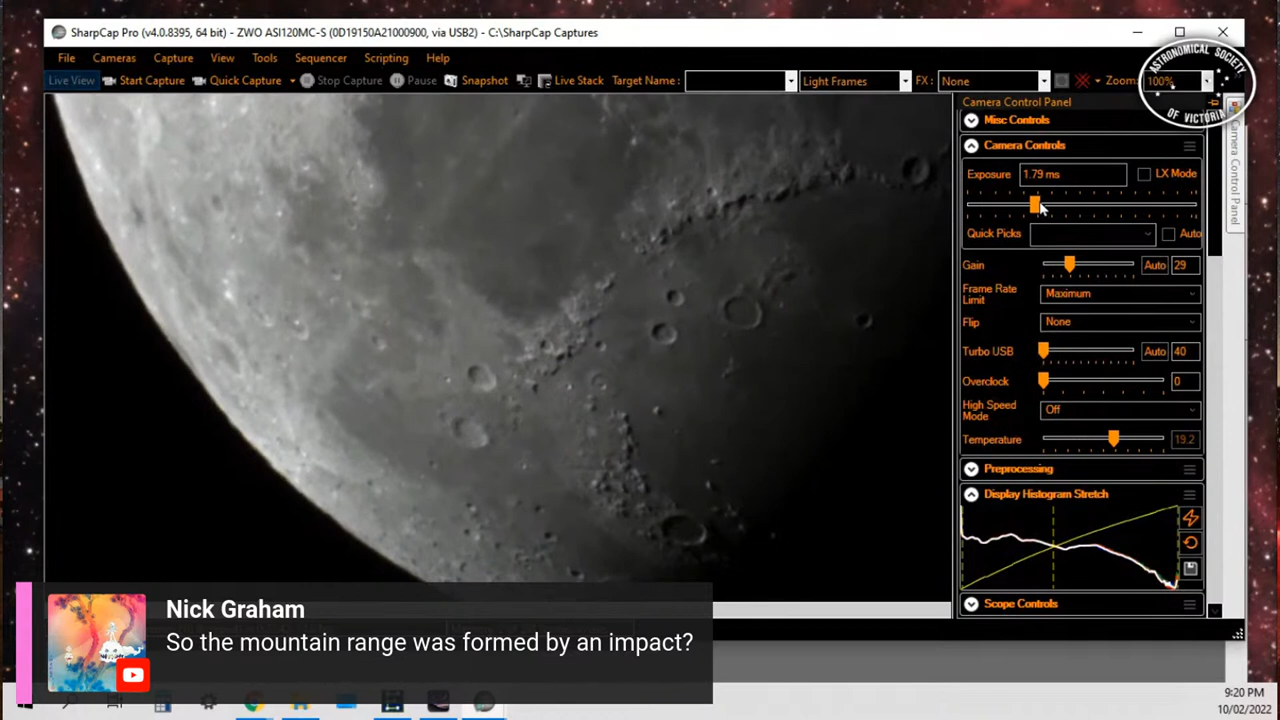 SharpCap Pro (v4.0.8395, 64 bit) - ZWO ASI120MC-S (0D19150A21000900, via USB2) - C:\SharpCap Captures
File Cameras Capture View Tools Sequencer Scripting Help
Live View Start Capture Quick Capture Stop Capture Pause Snapshot Live Stack Target Name : Light Frames FX : None Zoom: 100%
ASTRONOMICAL SOCIETY
OF VICTORIA
Camera Control Panel
Camera Control Panel
Misc Controls
Camera Controls
Exposure 1.79 ms LX Mode
Quick Picks Auto
Gain Auto 29
Frame Rate
Limit Maximum
Flip None
Turbo USB Auto 40
Overclock 0
High Speed
Mode Off
Temperature 19.2
Preprocessing
Display Histogram Stretch
Scope Controls
Nick Graham
So the mountain range was formed by an impact?
9:20 PM
10/02/2022